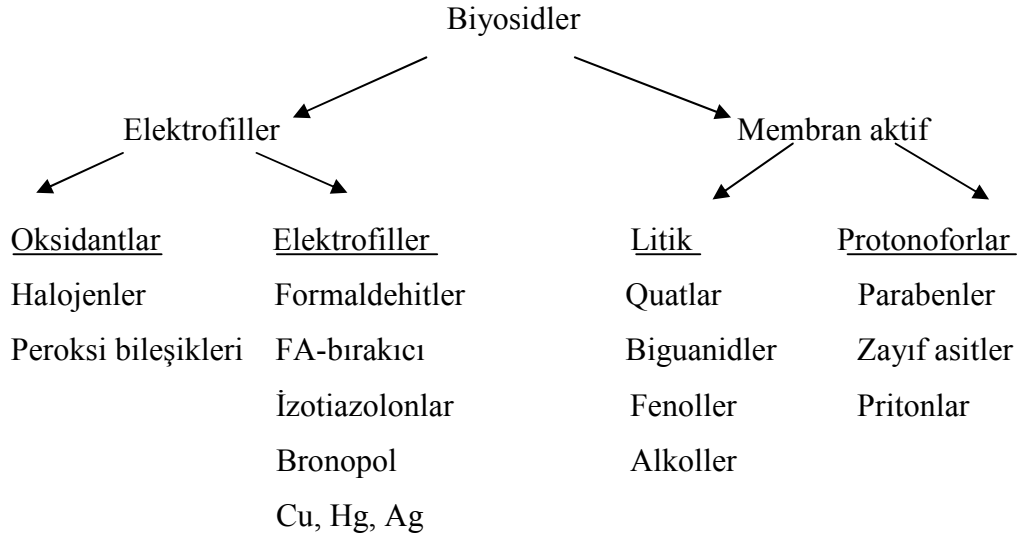 Biyosidler
Elektrofiller Membran aktif
Oksidantlar Elektrofiller Litik Protonoforlar
Halojenler Formaldehitler Quatlar Parabenler
Peroksi bileşikleri FA-bırakıcı Biguanidler Zayıf asitler
İzotiazolonlar Fenoller Pritonlar
Bronopol Alkoller
Cu, Hg, Ag